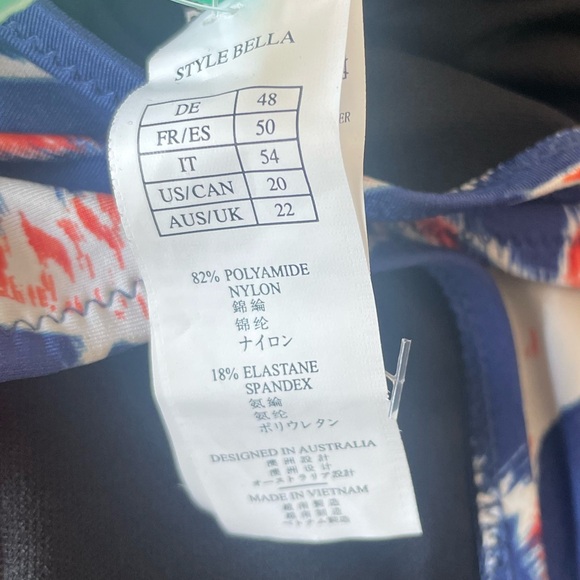 STYLE BELLA
DE 48
FR/ES 50
IT 54
US/CAN 20
AUS/UK 22
ER
82% POLYAMIDE
NYLON
錦綸
锦纶
ナイロン
18% ELASTANE
SPANDEX
氨綸
氨纶
ポリウレタン
DESIGNED IN AUSTRALIA
澳洲設計
澳洲设计
オーストラリア設計
MADE IN VIETNAM
越南製造
越南制造
ベトナム製造